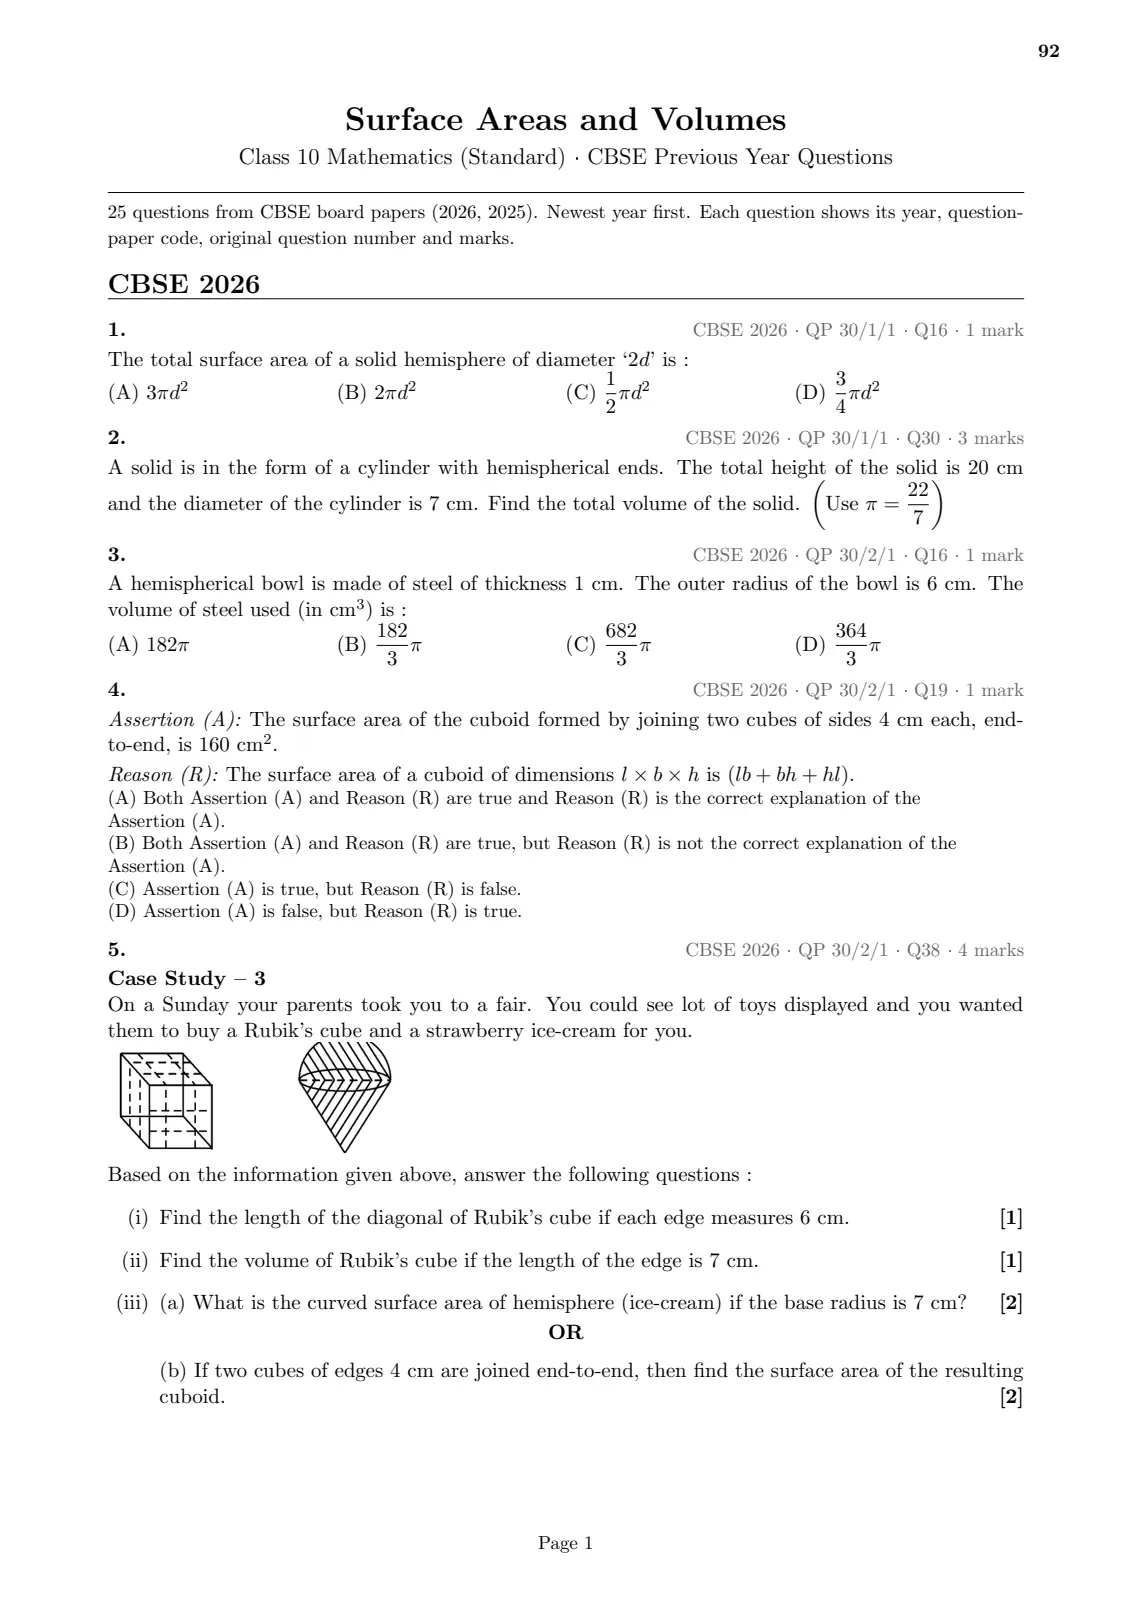 92
Surface Areas and Volumes
Class 10 Mathematics (Standard) · CBSE Previous Year Questions
25 questions from CBSE board papers (2026, 2025). Newest year first. Each question shows its year, question-
paper code, original question number and marks.
CBSE 2026
1. CBSE 2026 · QP 30/1/1 · Q16 · 1 mark
The total surface area of a solid hemisphere of diameter ‘2d’ is :
(A) 3πd² (B) 2πd² (C) 1/2 πd² (D) 3/4 πd²
2. CBSE 2026 · QP 30/1/1 · Q30 · 3 marks
A solid is in the form of a cylinder with hemispherical ends. The total height of the solid is 20 cm
and the diameter of the cylinder is 7 cm. Find the total volume of the solid. (Use π = 22/7)
3. CBSE 2026 · QP 30/2/1 · Q16 · 1 mark
A hemispherical bowl is made of steel of thickness 1 cm. The outer radius of the bowl is 6 cm. The
volume of steel used (in cm³) is :
(A) 182π (B) 182/3 π (C) 682/3 π (D) 364/3 π
4. CBSE 2026 · QP 30/2/1 · Q19 · 1 mark
Assertion (A): The surface area of the cuboid formed by joining two cubes of sides 4 cm each, end-
to-end, is 160 cm².
Reason (R): The surface area of a cuboid of dimensions l × b × h is (lb + bh + hl).
(A) Both Assertion (A) and Reason (R) are true and Reason (R) is the correct explanation of the
Assertion (A).
(B) Both Assertion (A) and Reason (R) are true, but Reason (R) is not the correct explanation of the
Assertion (A).
(C) Assertion (A) is true, but Reason (R) is false.
(D) Assertion (A) is false, but Reason (R) is true.
5. CBSE 2026 · QP 30/2/1 · Q38 · 4 marks
Case Study – 3
On a Sunday your parents took you to a fair. You could see lot of toys displayed and you wanted
them to buy a Rubik’s cube and a strawberry ice-cream for you.
Based on the information given above, answer the following questions :
(i) Find the length of the diagonal of Rubik’s cube if each edge measures 6 cm. [1]
(ii) Find the volume of Rubik’s cube if the length of the edge is 7 cm. [1]
(iii) (a) What is the curved surface area of hemisphere (ice-cream) if the base radius is 7 cm? [2]
OR
(b) If two cubes of edges 4 cm are joined end-to-end, then find the surface area of the resulting
cuboid. [2]
Page 1